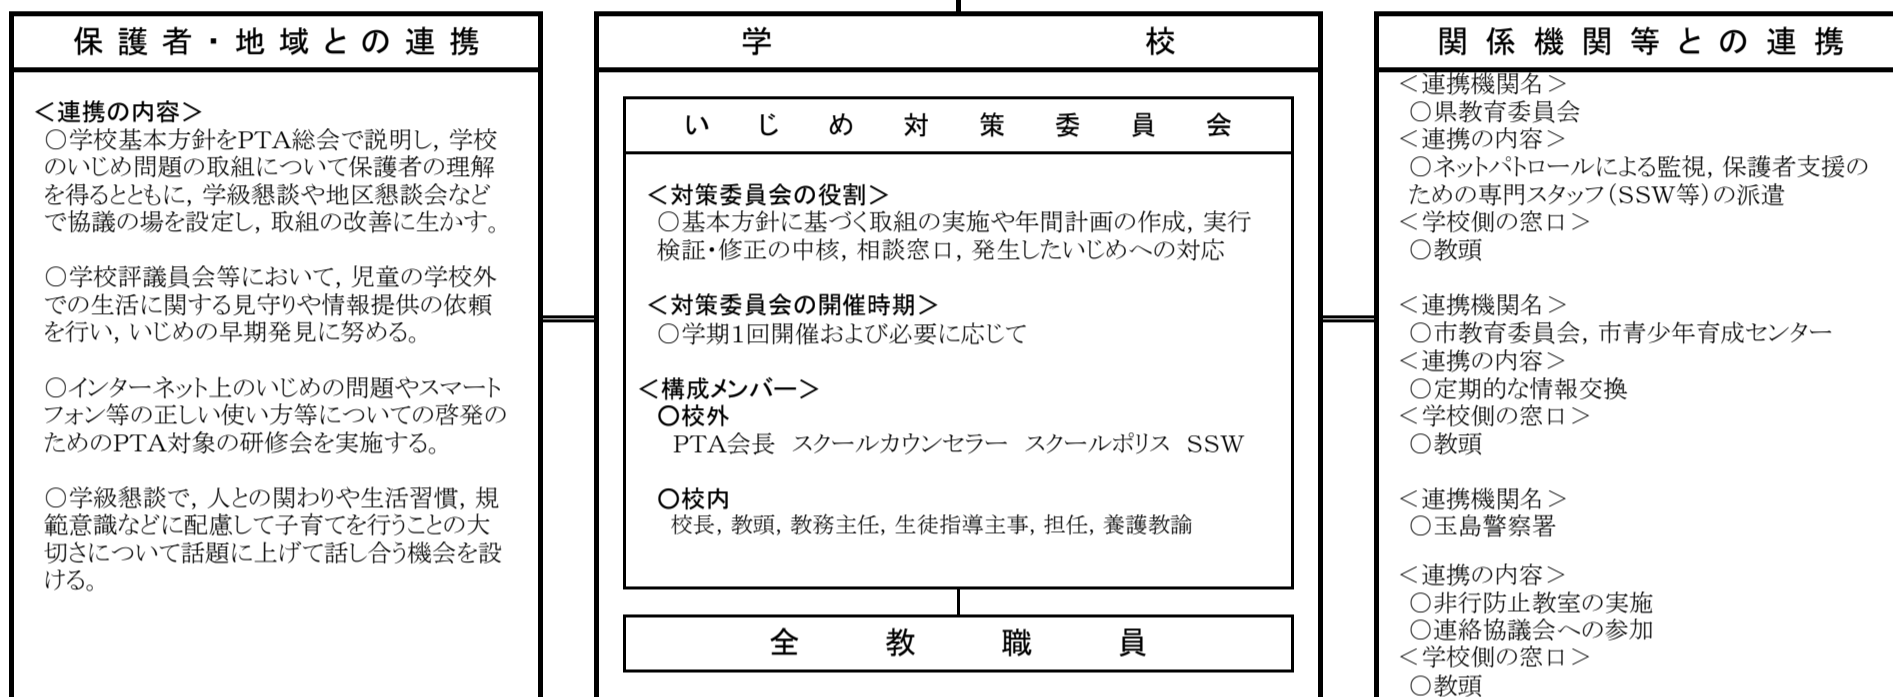 保護者・地域との連携
＜連携の内容＞
○学校基本方針をPTA総会で説明し, 学校
のいじめ問題の取組について保護者の理解
を得るとともに, 学級懇談や地区懇談会など
で協議の場を設定し, 取組の改善に生かす。
○学校評議員会等において, 児童の学校外
での生活に関する見守りや情報提供の依頼
を行い, いじめの早期発見に努める。
○インターネット上のいじめの問題やスマート
フォン等の正しい使い方等についての啓発の
ためのPTA対象の研修会を実施する。
○学級懇談で, 人との関わりや生活習慣, 規
範意識などに配慮して子育てを行うことの大
切さについて話題に上げて話し合う機会を設
ける。
学校
いじめ対策委員会
＜対策委員会の役割＞
○基本方針に基づく取組の実施や年間計画の作成, 実行
検証・修正の中核, 相談窓口, 発生したいじめへの対応
＜対策委員会の開催時期＞
○学期1回開催および必要に応じて
＜構成メンバー＞
○校外
PTA会長 スクールカウンセラー スクールポリス SSW
○校内
校長, 教頭, 教務主任, 生徒指導主事, 担任, 養護教諭
全教職員
関係機関等との連携
＜連携機関名＞
○県教育委員会
＜連携の内容＞
○ネットパトロールによる監視, 保護者支援の
ための専門スタッフ(SSW等)の派遣
＜学校側の窓口＞
○教頭
＜連携機関名＞
○市教育委員会, 市青少年育成センター
＜連携の内容＞
○定期的な情報交換
＜学校側の窓口＞
○教頭
＜連携機関名＞
○玉島警察署
＜連携の内容＞
○非行防止教室の実施
○連絡協議会への参加
＜学校側の窓口＞
○教頭